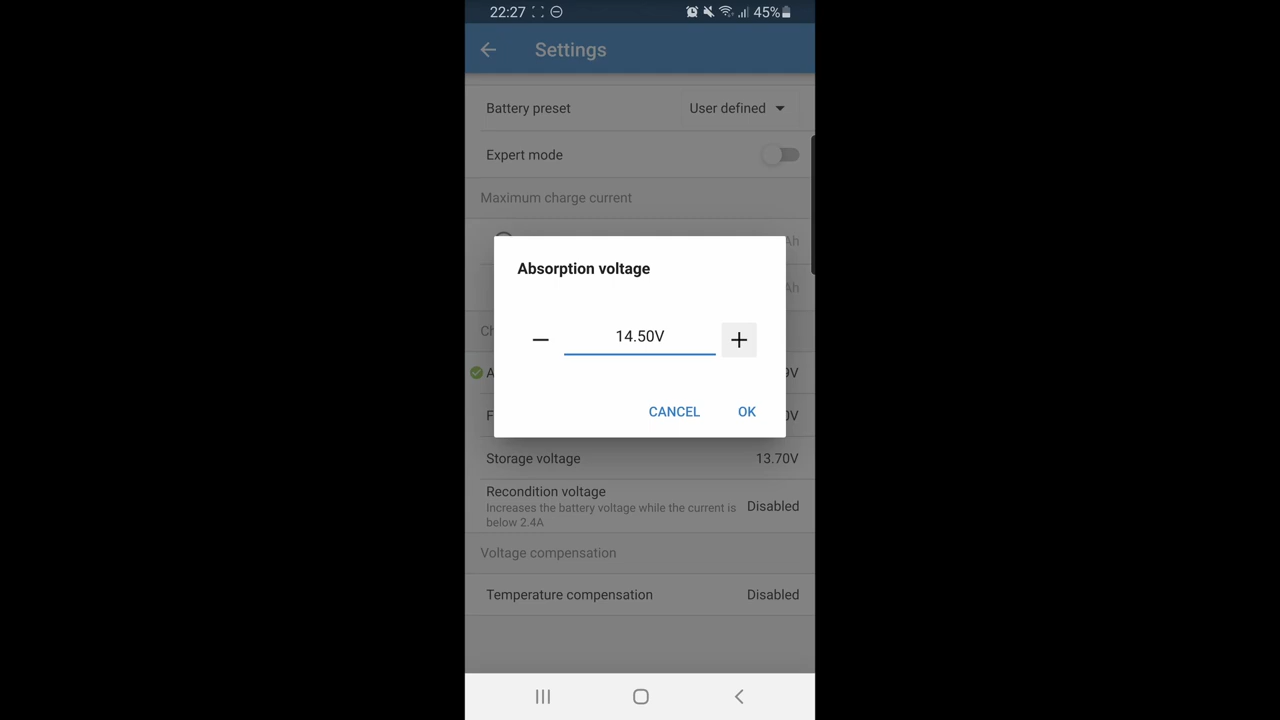 22:27
45%
Settings
Battery preset
User defined
Expert mode
Maximum charge current
Ah
Ah
Absorption voltage
14.50V
CANCEL
OK
Storage voltage
13.70V
Recondition voltage
Increases the battery voltage while the current is
below 2.4A
Disabled
Voltage compensation
Temperature compensation
Disabled